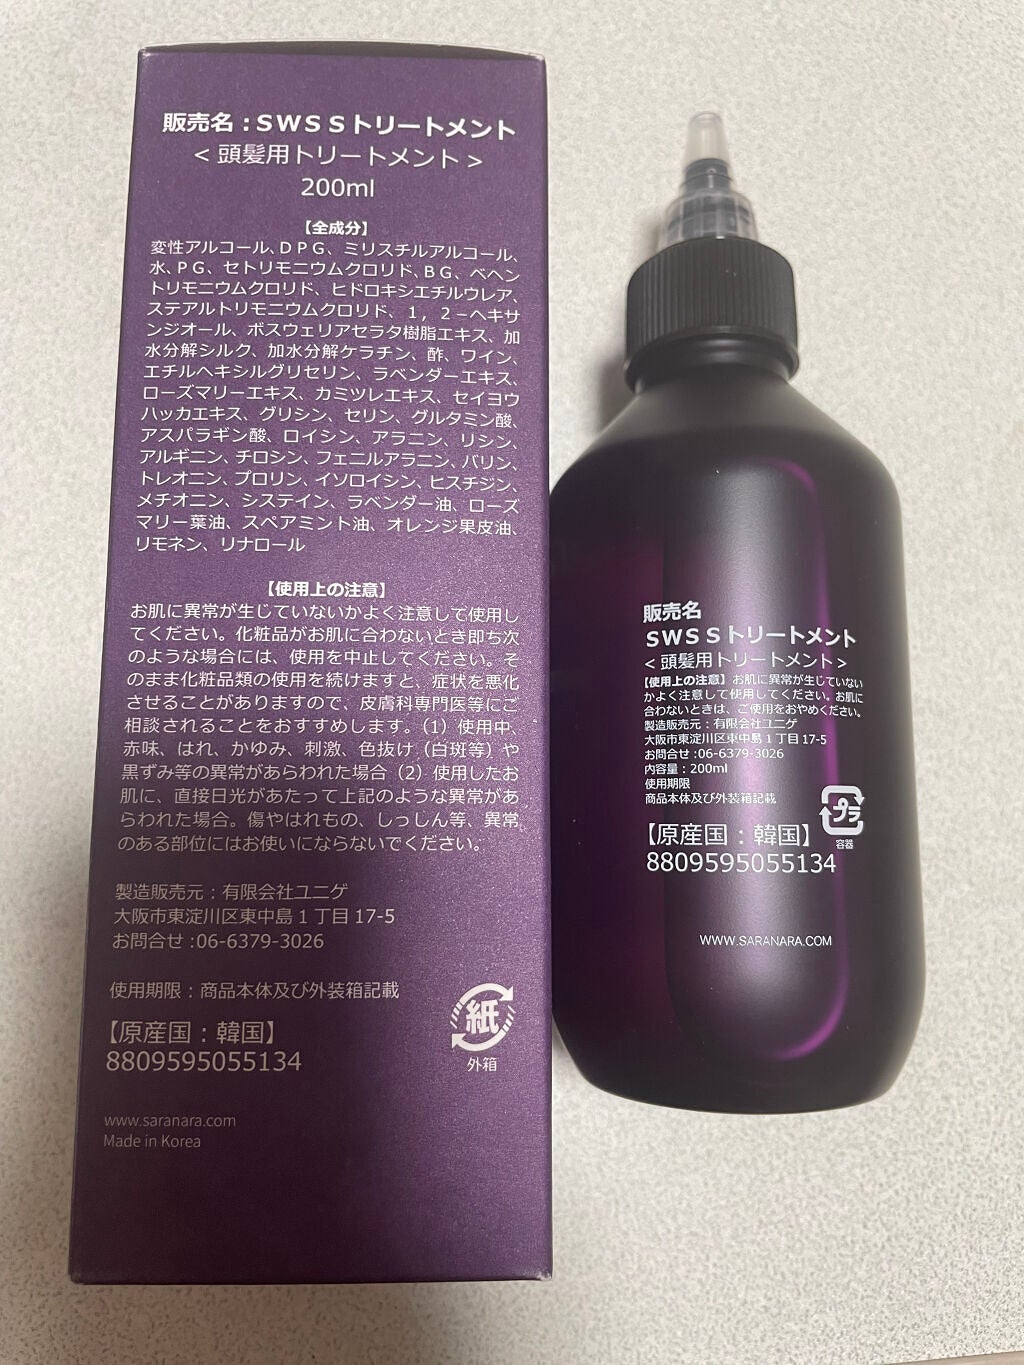 販売名：ＳＷＳＳトリートメント
＜頭髪用トリートメント＞
200ml
【全成分】
変性アルコール、ＤＰＧ、ミリスチルアルコール、
水、ＰＧ、セトリモニウムクロリド、ＢＧ、ベヘン
トリモニウムクロリド、ヒドロキシエチルウレア、
ステアルトリモニウムクロリド、１，２－ヘキサ
ンジオール、ボスウェリアセラタ樹脂エキス、加
水分解シルク、加水分解ケラチン、酢、ワイン、
エチルヘキシルグリセリン、ラベンダーエキス、
ローズマリーエキス、カミツレエキス、セイヨウ
ハッカエキス、グリシン、セリン、グルタミン酸、
アスパラギン酸、ロイシン、アラニン、リシン、
アルギニン、チロシン、フェニルアラニン、バリン、
トレオニン、プロリン、イソロイシン、ヒスチジン、
メチオニン、システイン、ラベンダー油、ローズ
マリー葉油、スペアミント油、オレンジ果皮油、
リモネン、リナロール
【使用上の注意】
お肌に異常が生じていないかよく注意して使用し
てください。化粧品がお肌に合わないとき即ち次
のような場合には、使用を中止してください。そ
のまま化粧品類の使用を続けますと、症状を悪化
させることがありますので、皮膚科専門医等にご
相談されることをおすすめします。（1）使用中、
赤味、はれ、かゆみ、刺激、色抜け（白斑等）や
黒ずみ等の異常があらわれた場合（2）使用したお
肌に、直接日光があたって上記のような異常があ
らわれた場合。傷やはれもの、しっしん等、異常
のある部位にはお使いにならないでください。
製造販売元：有限会社ユニゲ
大阪市東淀川区東中島１丁目17-5
お問合せ:06-6379-3026
使用期限：商品本体及び外装箱記載
【原産国：韓国】
8809595055134
紙
外箱
www.saranara.com
Made in Korea
販売名
ＳＷＳＳトリートメント
＜頭髪用トリートメント＞
【使用上の注意】お肌に異常が生じていない
かよく注意して使用してください。お肌に
合わないときは、ご使用をおやめください。
製造販売元：有限会社ユニゲ
大阪市東淀川区東中島１丁目17-5
お問合せ:06-6379-3026
内容量：200ml
使用期限
商品本体及び外装箱記載
プラ
容器
【原産国：韓国】
8809595055134
WWW.SARANARA.COM